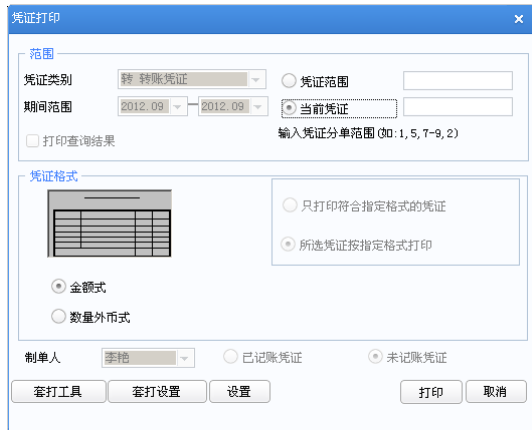 凭证打印
范围
凭证类别 转 转账凭证 凭证范围
期间范围 2012.09 2012.09 当前凭证
打印查询结果 输入凭证分单范围(如:1,5,7-9,2)
凭证格式
只打印符合指定格式的凭证
所选凭证按指定格式打印
金额式
数量外币式
制单人 李艳 已记账凭证 未记账凭证
套打工具 套打设置 设置 打印 取消